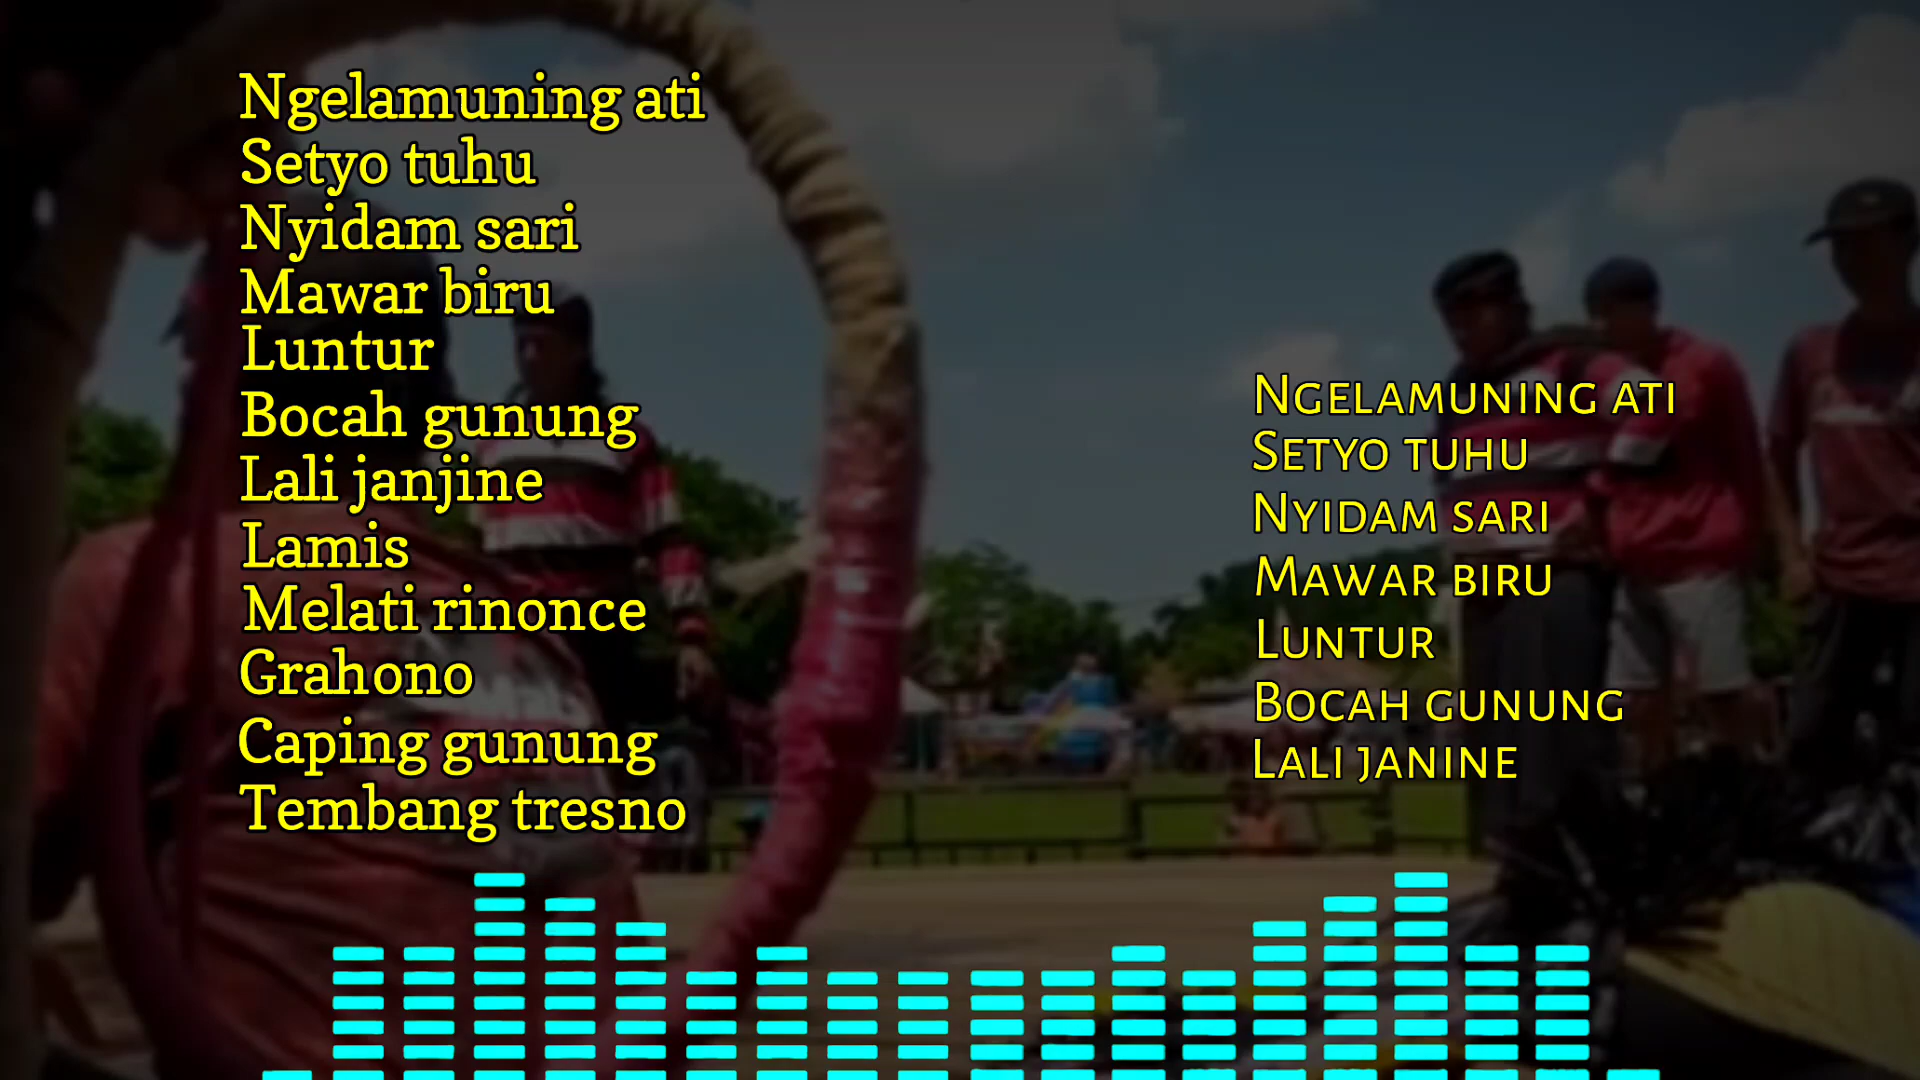 Ngelamuning ati
Setyo tuhu
Nyidam sari
Mawar biru
Luntur
Bocah gunung
Lali janjine
Lamis
Melati rinonce
Grahono
Caping gunung
Tembang tresno
Ngelamuning ati
Setyo tuhu
Nyidam sari
Mawar biru
Luntur
Bocah gunung
Lali janine